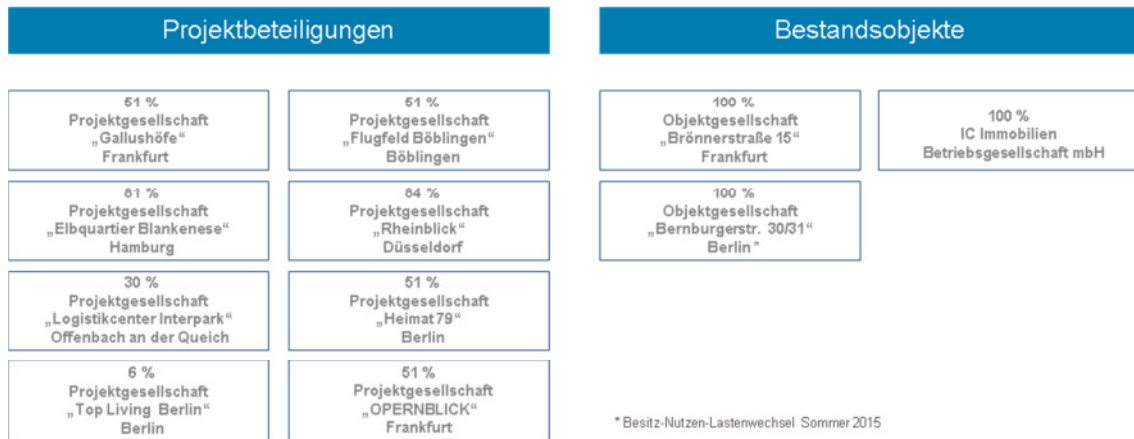 Projektbeteiligungen
51 %
Projektgesellschaft
„Gallushöfe“
Frankfurt
51 %
Projektgesellschaft
„Flugfeld Böblingen“
Böblingen
81 %
Projektgesellschaft
„Elbquartier Blankenese“
Hamburg
84 %
Projektgesellschaft
„Rheinblick“
Düsseldorf
30 %
Projektgesellschaft
„Logistikcenter Interpark“
Offenbach an der Queich
51 %
Projektgesellschaft
„Heimat 79“
Berlin
6 %
Projektgesellschaft
„Top Living Berlin“
Berlin
51 %
Projektgesellschaft
„OPERNBLICK“
Frankfurt
Bestandsobjekte
100 %
Objektgesellschaft
„Brönnerstraße 15“
Frankfurt
100 %
IC Immobilien
Betriebsgesellschaft mbH
100 %
Objektgesellschaft
„Bernburgerstr. 30/31“
Berlin *
* Besitz-Nutzen-Lastenwechsel Sommer 2015